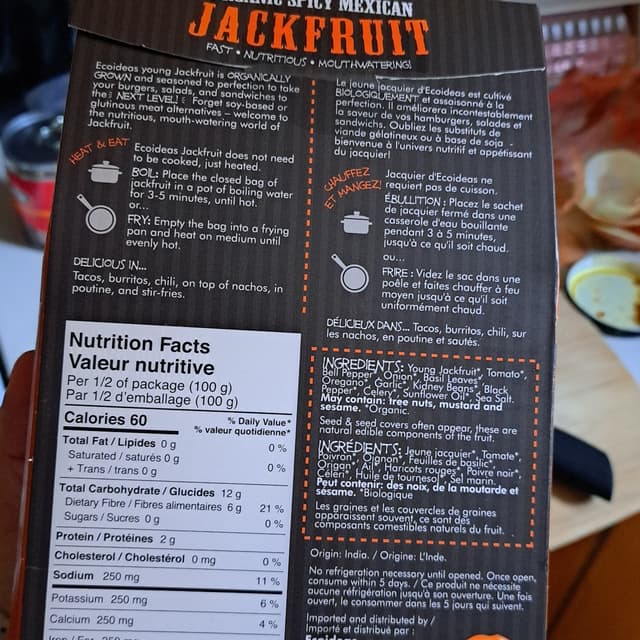 SPICY MEXICAN
JACKFRUIT
FAST • NUTRITIOUS • MOUTHWATERING!
Ecoideas young Jackfruit is ORGANICALLY
GROWN and seasoned to perfection to take
your burgers, salads, and sandwiches to
the NEXT LEVEL! Forget soy-based or
glutinous meat alternatives – welcome to
the nutritious, mouth-watering world of
Jackfruit.
HEAT & EAT
Ecoideas Jackfruit does not need
to be cooked, just heated.
BOIL: Place the closed bag of
jackfruit in a pot of boiling water
for 3-5 minutes, until hot.
or...
FRY: Empty the bag into a frying
pan and heat on medium until
evenly hot.
DELICIOUS IN...
Tacos, burritos, chili, on top of nachos, in
poutine, and stir-fries.
Nutrition Facts
Valeur nutritive
Per 1/2 of package (100 g)
Par 1/2 d'emballage (100 g)
Calories 60
% Daily Value*
% valeur quotidienne*
Total Fat / Lipides 0 g 0 %
Saturated / saturés 0 g
+ Trans / trans 0 g 0 %
Total Carbohydrate / Glucides 12 g
Dietary Fibre / Fibres alimentaires 6 g 21 %
Sugars / Sucres 0 g 0 %
Protein / Protéines 2 g
Cholesterol / Cholestérol 0 mg 0 %
Sodium 250 mg 11 %
Potassium 250 mg 6 %
Calcium 250 mg 4 %
Le jeune jacquier d'Ecoideas est cultivé
BIOLOGIQUEMENT et assaisonné à la
perfection. Il améliorera incontestablement
la saveur de vos hamburgers, salades et
sandwichs. Oubliez les substituts de
viande gélatineux ou à base de soja -
bienvenue à l'univers nutritif et appétissant
du jacquier!
CHAUFFEZ
ET MANGEZ!
Jacquier d'Ecoideas ne
requiert pas de cuisson.
ÉBULLITION : Placez le sachet
de jacquier fermé dans une
casserole d'eau bouillante
pendant 3 à 5 minutes,
jusqu'à ce qu'il soit chaud.
ou...
FRIRE : Videz le sac dans une
poêle et faites chauffer à feu
moyen jusqu'à ce qu'il soit
uniformément chaud.
DÉLICIEUX DANS... Tacos, burritos, chili, sur
les nachos, en poutine et sautés.
INGREDIENTS: Young Jackfruit*, Tomato*,
Bell Pepper*, Onion*, Basil Leaves*,
Oregano*, Garlic*, Kidney Beans*, Black
Pepper*, Celery*, Sunflower Oil*, Sea Salt.
May contain: tree nuts, mustard and
sesame. *Organic.
Seed & seed covers often appear, these are
natural edible components of the fruit.
INGRÉDIENTS: Jeune jacquier*, Tomate*,
Poivron*, Oignon*, Feuilles de basilic*,
Origan*, Ail*, Haricots rouges*, Poivre noir*,
Céleri*, Huile de tournesol*, Sel marin.
Peut contenir: des noix, de la moutarde et
sésame. *Biologique
Les graines et les couvercles de graines
apparaissent souvent, ce sont des
composants comestibles naturels du fruit.
Origin: India. / Origine: L'Inde.
No refrigeration necessary until opened. Once open,
consume within 5 days. / Ce produit ne nécessite
aucune réfrigération jusqu'à son ouverture. Une fois
ouvert, le consommer dans les 5 jours qui suivent.
Imported and distributed by /
Importé et distribué par :